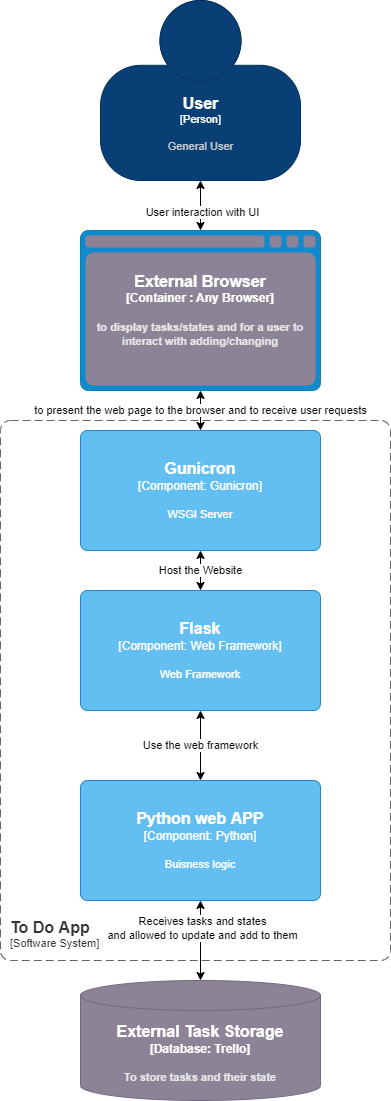 User
[Person]
General User
User interaction with UI
External Browser
[Container : Any Browser]
to display tasks/states and for a user to
interact with adding/changing
to present the web page to the browser and to receive user requests
Gunicron
[Component: Gunicron]
WSGI Server
Host the Website
Flask
[Component: Web Framework]
Web Framework
Use the web framework
Python web APP
[Component: Python]
Buisness logic
To Do App
[Software System]
Receives tasks and states
and allowed to update and add to them
External Task Storage
[Database: Trello]
To store tasks and their state